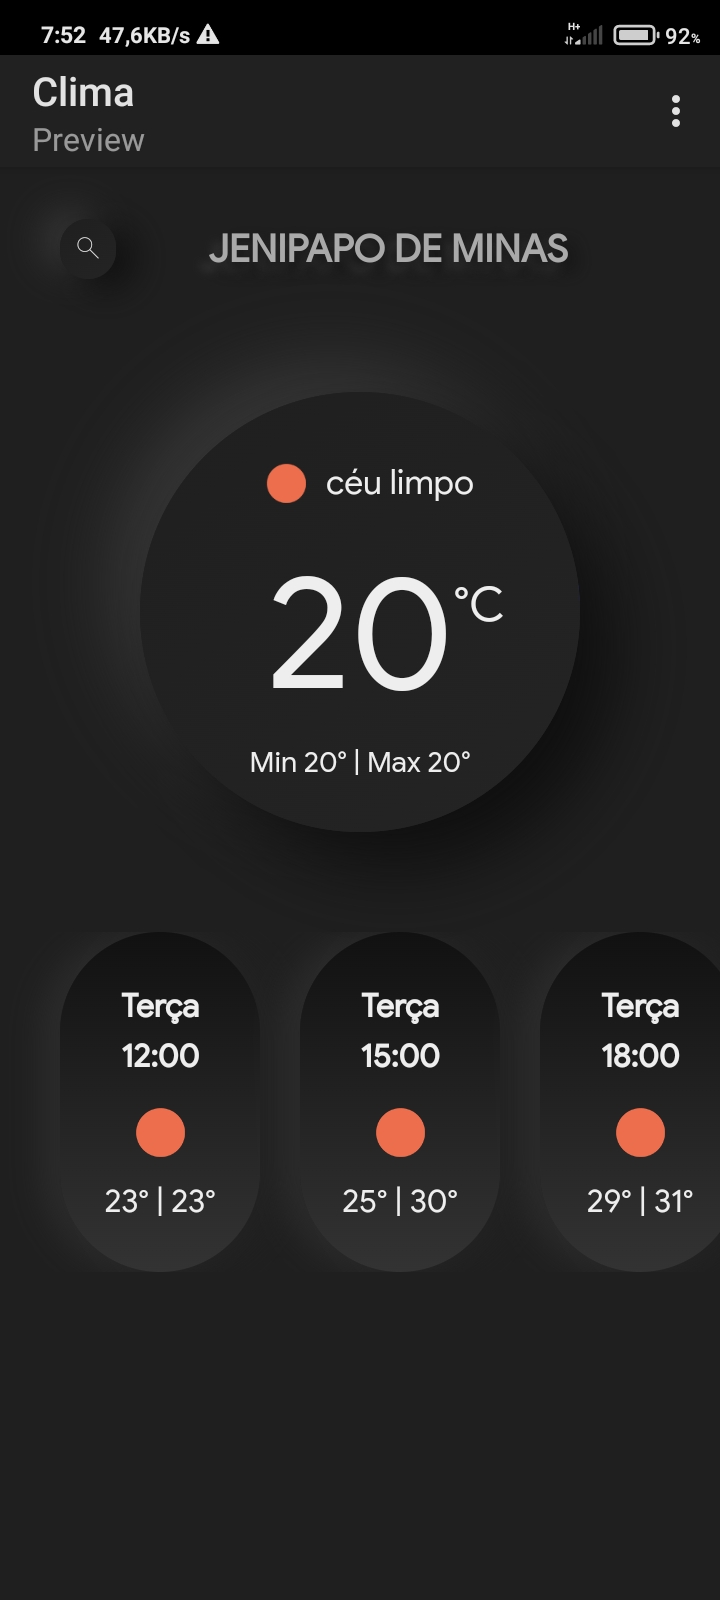 7:52 47,6KB/s H+ 92%
Clima
Preview
JENIPAPO DE MINAS
céu limpo
20°C
Min 20° | Max 20°
Terça Terça Terça
12:00 15:00 18:00
23° | 23° 25° | 30° 29° | 31°